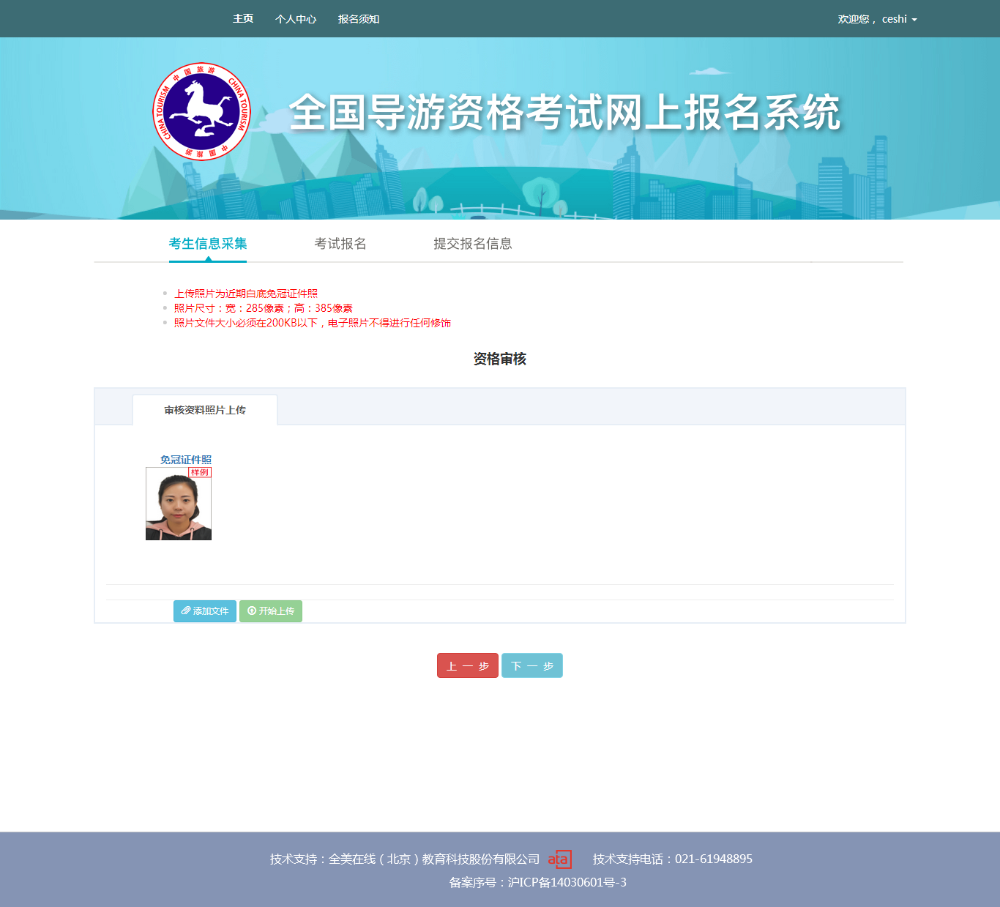 主页 个人中心 报名须知 欢迎您， ceshi
中国旅游 CHINA TOURISM 中国旅游 CHINA TOURISM
全国导游资格考试网上报名系统
考生信息采集 考试报名 提交报名信息
上传照片为近期白底免冠证件照
照片尺寸：宽：285像素；高：385像素
照片文件大小必须在200KB以下，电子照片不得进行任何修饰
资格审核
审核资料照片上传
免冠证件照
样例
添加文件 开始上传
上 一 步 下 一 步
技术支持：全美在线（北京）教育科技股份有限公司 ata 技术支持电话：021-61948895
备案序号：沪ICP备14030601号-3